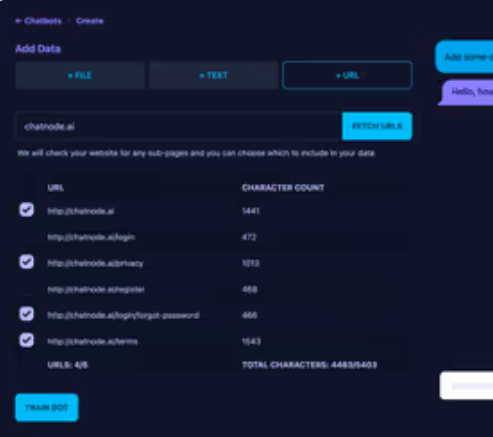 ← Chatbots / Create
Add Data
+ FILE
+ TEXT
+ URL
chatnode.ai
FETCH URLS
We will check your website for any sub-pages and you can choose which to include in your data
URL CHARACTER COUNT
http://chatnode.ai 1441
http://chatnode.ai/login 472
http://chatnode.ai/privacy 1013
http://chatnode.ai/register 468
http://chatnode.ai/login/forgot-password 466
http://chatnode.ai/terms 1543
URLS: 4/6 TOTAL CHARACTERS: 4463/5403
TRAIN BOT
Add some d
Hello, how